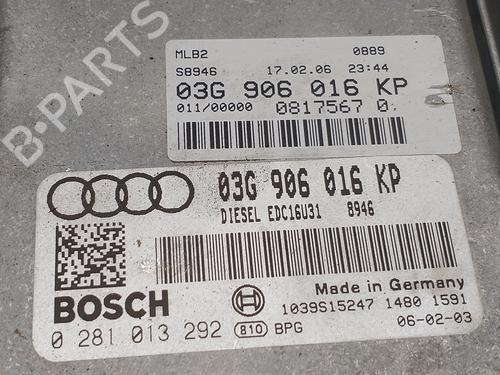 MLB2 0889
S8946 17.02.06 23:44
03G 906 016 KP
011/00000 0817567 0
03G 906 016 KP
DIESEL EDC16U31 8946
BOSCH
Made in Germany
1039S15247 1480 1591
0 281 013 292 810 BPG 06-02-03
B-PARTS